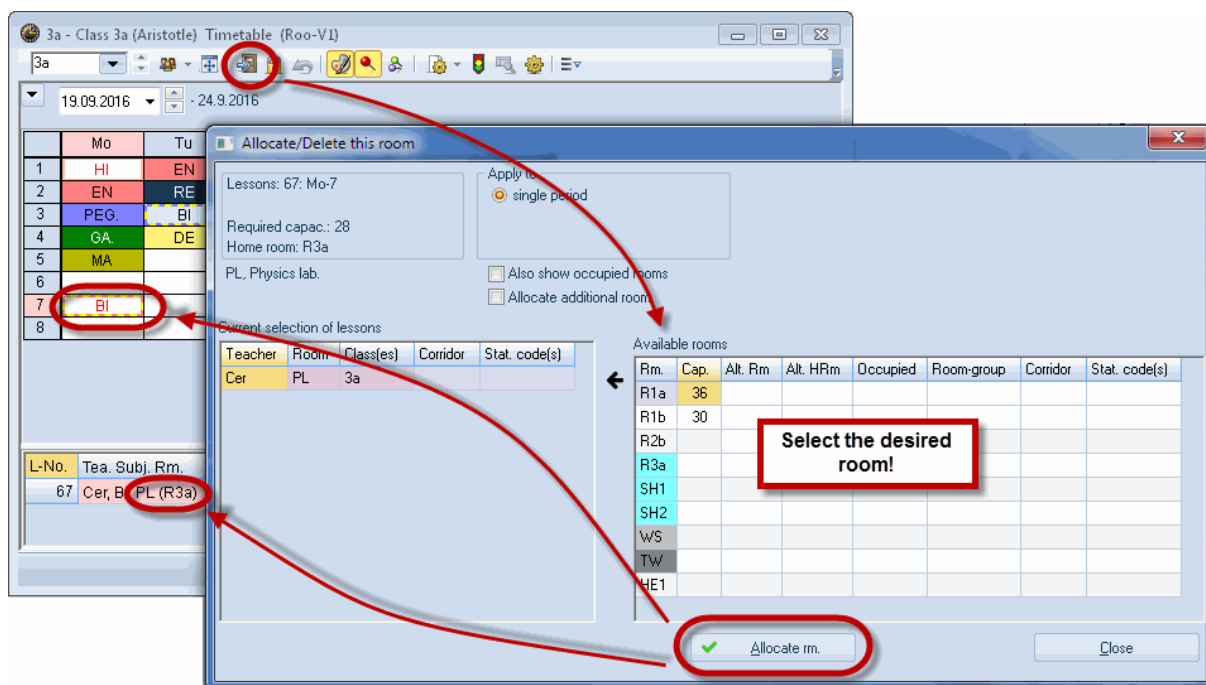 3a - Class 3a (Aristotle) Timetable (Roo-V1)
3a
19.09.2016 - 24.9.2016
Mo Tu
1 HI EN
2 EN RE
3 PEG. BI
4 GA. DE
5 MA
6
7 BI
8
L-No. Tea. Subj. Rm.
67 Cer, B PL (R3a)
Allocate/Delete this room
Lessons: 67: Mo-7
Required capac.: 28
Home room: R3a
PL, Physics lab.
Apply to
single period
Also show occupied rooms
Allocate additional room
Current selection of lessons
Teacher Room Class(es) Corridor Stat. code(s)
Cer PL 3a
Available rooms
Rm. Cap. Alt. Rm Alt. HRm Occupied Room-group Corridor Stat. code(s)
R1a 36
R1b 30
R2b
R3a
SH1
SH2
WS
TW
HE1
Select the desired
room!
Allocate rm.
Close